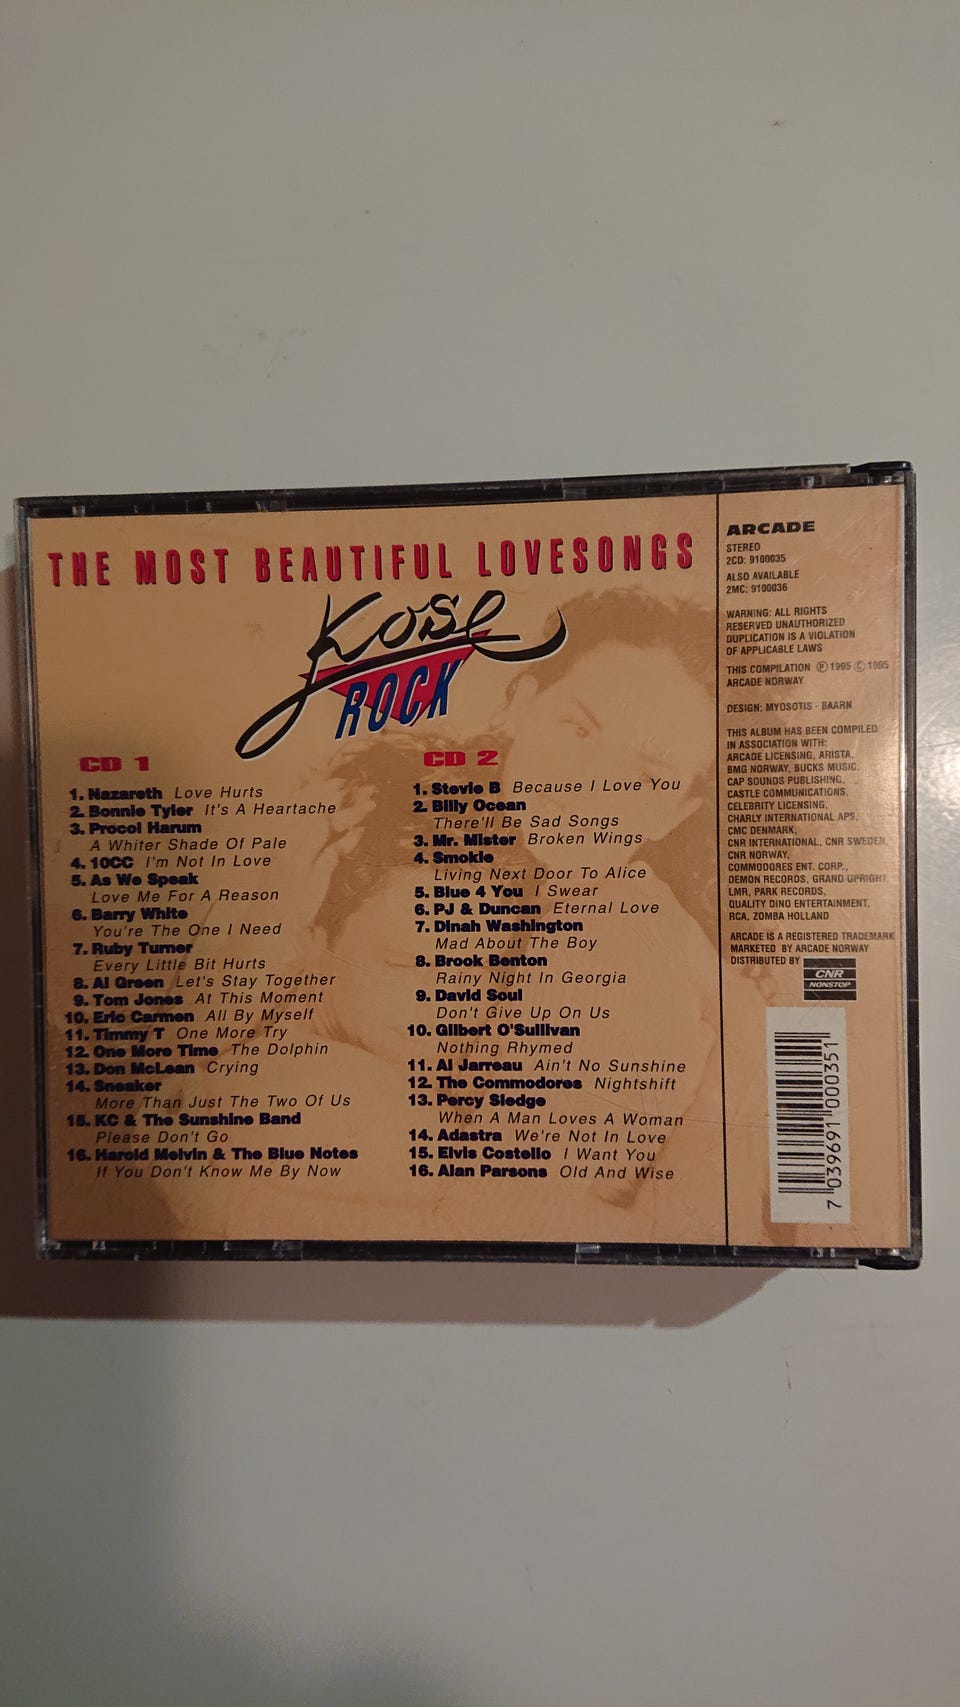 THE MOST BEAUTIFUL LOVESONGS
Kose
ROCK
CD 1
1. Nazareth Love Hurts
2. Bonnie Tyler It's A Heartache
3. Procol Harum
A Whiter Shade Of Pale
4. 10CC I'm Not In Love
5. As We Speak
Love Me For A Reason
6. Barry White
You're The One I Need
7. Ruby Turner
Every Little Bit Hurts
8. Al Green Let's Stay Together
9. Tom Jones At This Moment
10. Eric Carmen All By Myself
11. Timmy T One More Try
12. One More Time The Dolphin
13. Don McLean Crying
14. Sneaker
More Than Just The Two Of Us
15. KC & The Sunshine Band
Please Don't Go
16. Harold Melvin & The Blue Notes
If You Don't Know Me By Now
CD 2
1. Stevie B Because I Love You
2. Billy Ocean
There'll Be Sad Songs
3. Mr. Mister Broken Wings
4. Smokie
Living Next Door To Alice
5. Blue 4 You I Swear
6. PJ & Duncan Eternal Love
7. Dinah Washington
Mad About The Boy
8. Brook Benton
Rainy Night In Georgia
9. David Soul
Don't Give Up On Us
10. Gilbert O'Sullivan
Nothing Rhymed
11. Al Jarreau Ain't No Sunshine
12. The Commodores Nightshift
13. Percy Sledge
When A Man Loves A Woman
14. Adastra We're Not In Love
15. Elvis Costello I Want You
16. Alan Parsons Old And Wise
ARCADE
STEREO
2CD: 9100035
ALSO AVAILABLE
2MC: 9100036
WARNING: ALL RIGHTS
RESERVED UNAUTHORIZED
DUPLICATION IS A VIOLATION
OF APPLICABLE LAWS
THIS COMPILATION ℗ 1995 © 1995
ARCADE NORWAY
DESIGN: MYOSOTIS - BAARN
THIS ALBUM HAS BEEN COMPILED
IN ASSOCIATION WITH:
ARCADE LICENSING, ARISTA,
BMG NORWAY, BUCKS MUSIC,
CAP SOUNDS PUBLISHING,
CASTLE COMMUNICATIONS,
CELEBRITY LICENSING,
CHARLY INTERNATIONAL APS,
CMC DENMARK,
CNR INTERNATIONAL, CNR SWEDEN,
CNR NORWAY,
COMMODORES ENT. CORP.,
DEMON RECORDS, GRAND UPRIGHT,
LMR, PARK RECORDS,
QUALITY DINO ENTERTAINMENT,
RCA, ZOMBA HOLLAND
ARCADE IS A REGISTERED TRADEMARK
MARKETED BY ARCADE NORWAY
DISTRIBUTED BY
CNR
NONSTOP
7 039691 000351